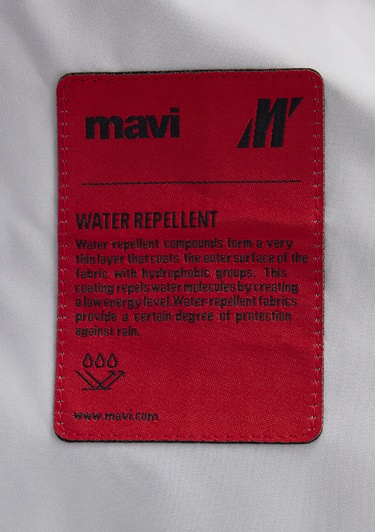 mavi M
WATER REPELLENT
Water repellent compounds form a very
thin layer that coats the outer surface of the
fabric with hydrophobic groups. This
coating repels water molecules by creating
a low energy level. Water repellent fabrics
provide a certain degree of protection
against rain.
www.mavi.com